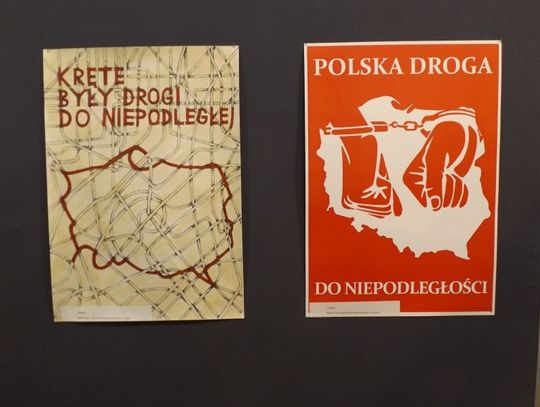 KRĘTE
BYŁY DROGI
DO NIEPODLEGŁEJ
POLSKA DROGA
DO NIEPODLEGŁOŚCI